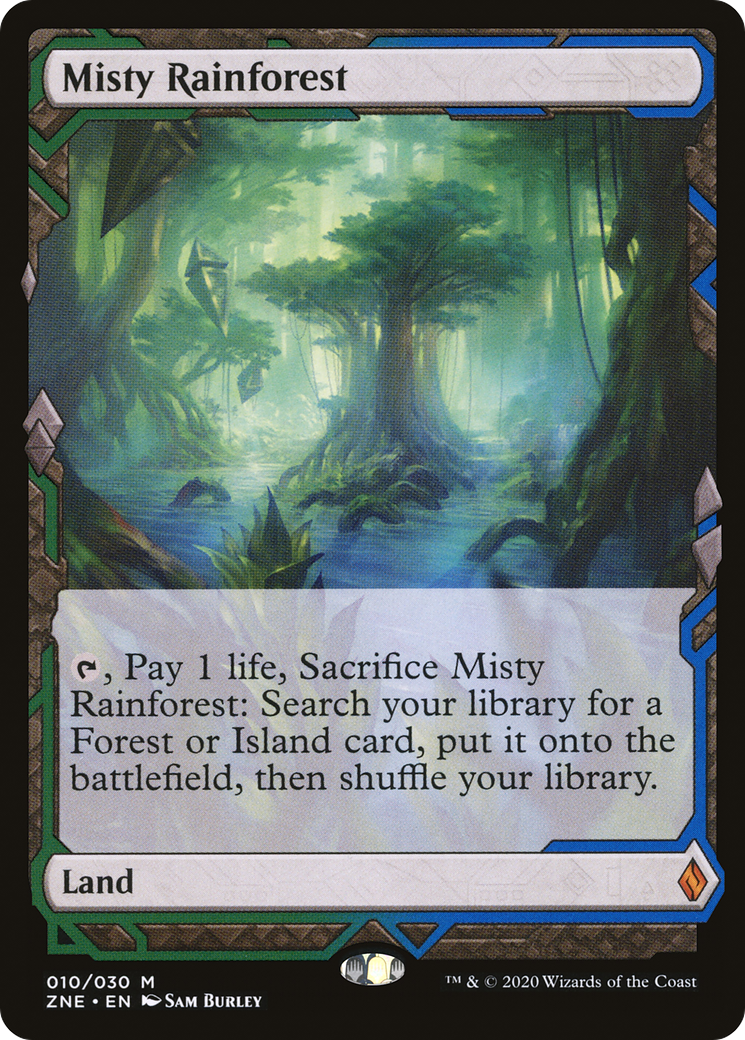 Misty Rainforest
, Pay 1 life, Sacrifice Misty
Rainforest: Search your library for a
Forest or Island card, put it onto the
battlefield, then shuffle your library.
Land
010/030 M
ZNE • EN Sam Burley
™ & © 2020 Wizards of the Coast